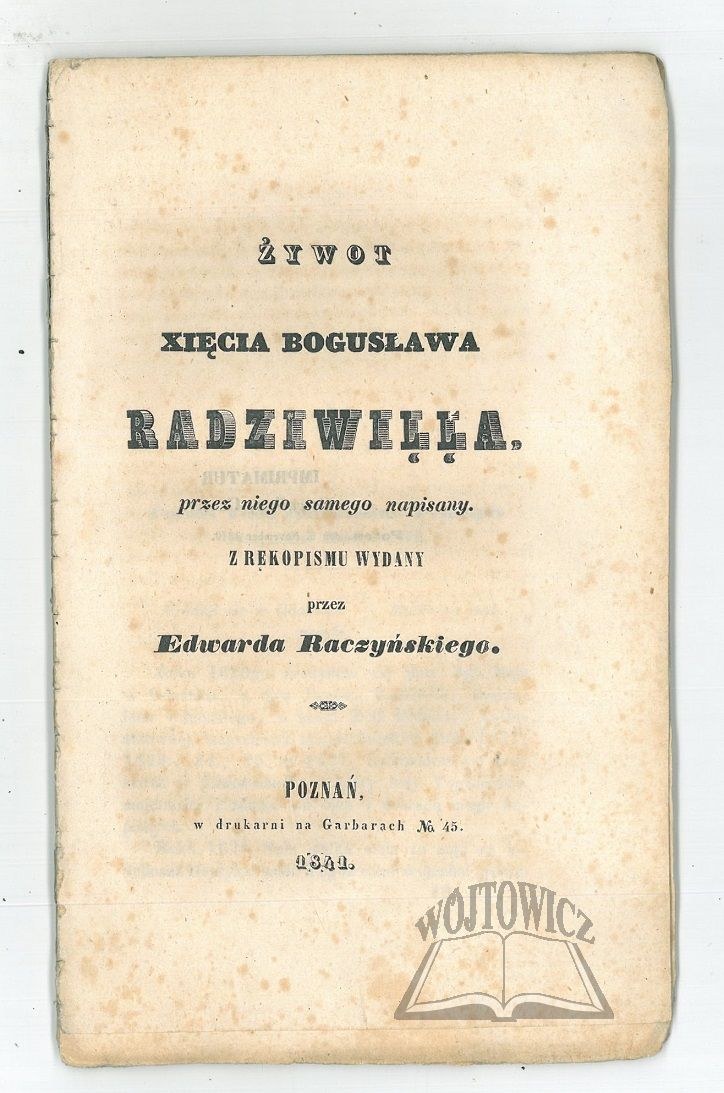 ŻYWOT
XIĘCIA BOGUSŁAWA
RADZIWIŁŁA,
przez niego samego napisany.
Z RĘKOPISMU WYDANY
przez
Edwarda Raczyńskiego.
POZNAŃ,
w drukarni na Garbarach No. 45.
1841.
WÓJTOWICZ